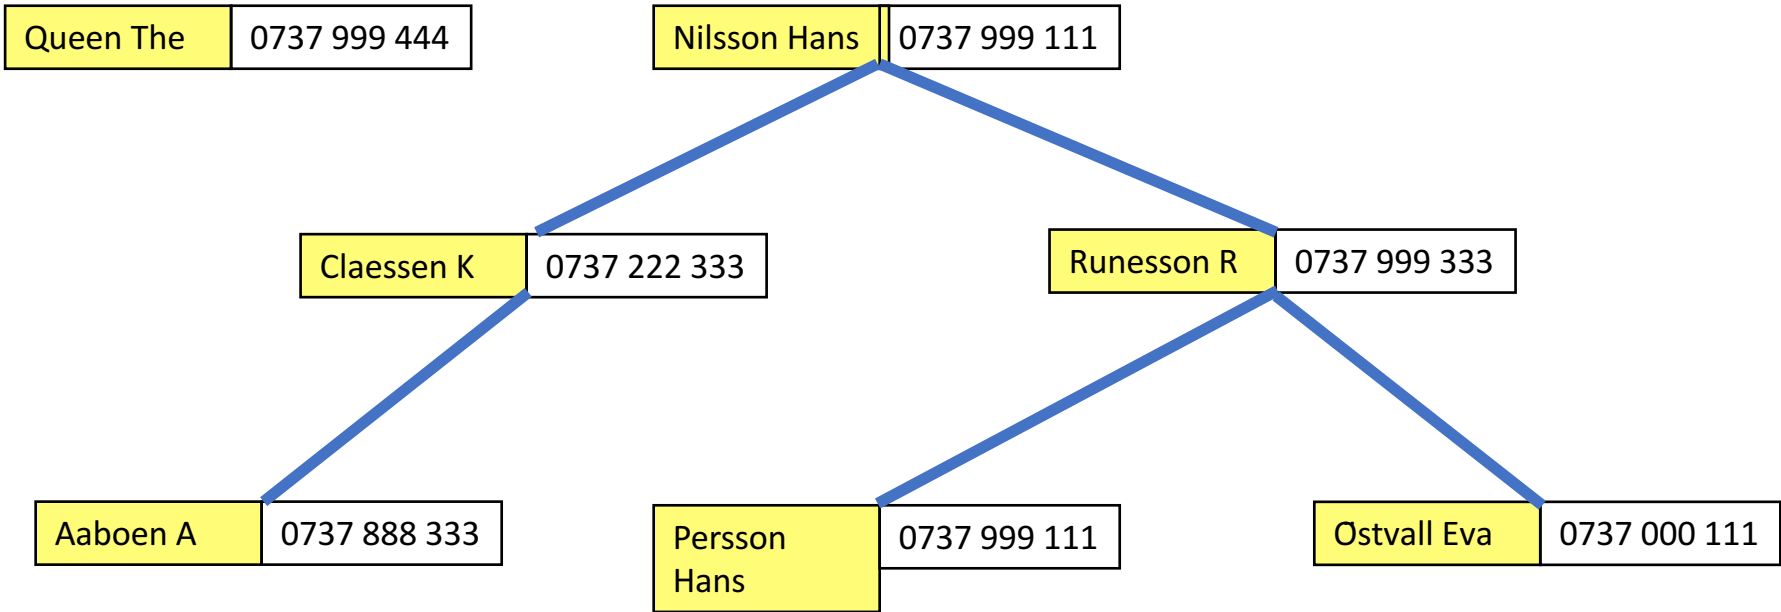 Queen The 0737 999 444
Nilsson Hans 0737 999 111
Claessen K 0737 222 333
Runesson R 0737 999 333
Aaboen A 0737 888 333
Persson
Hans
0737 999 111
Östvall Eva 0737 000 111